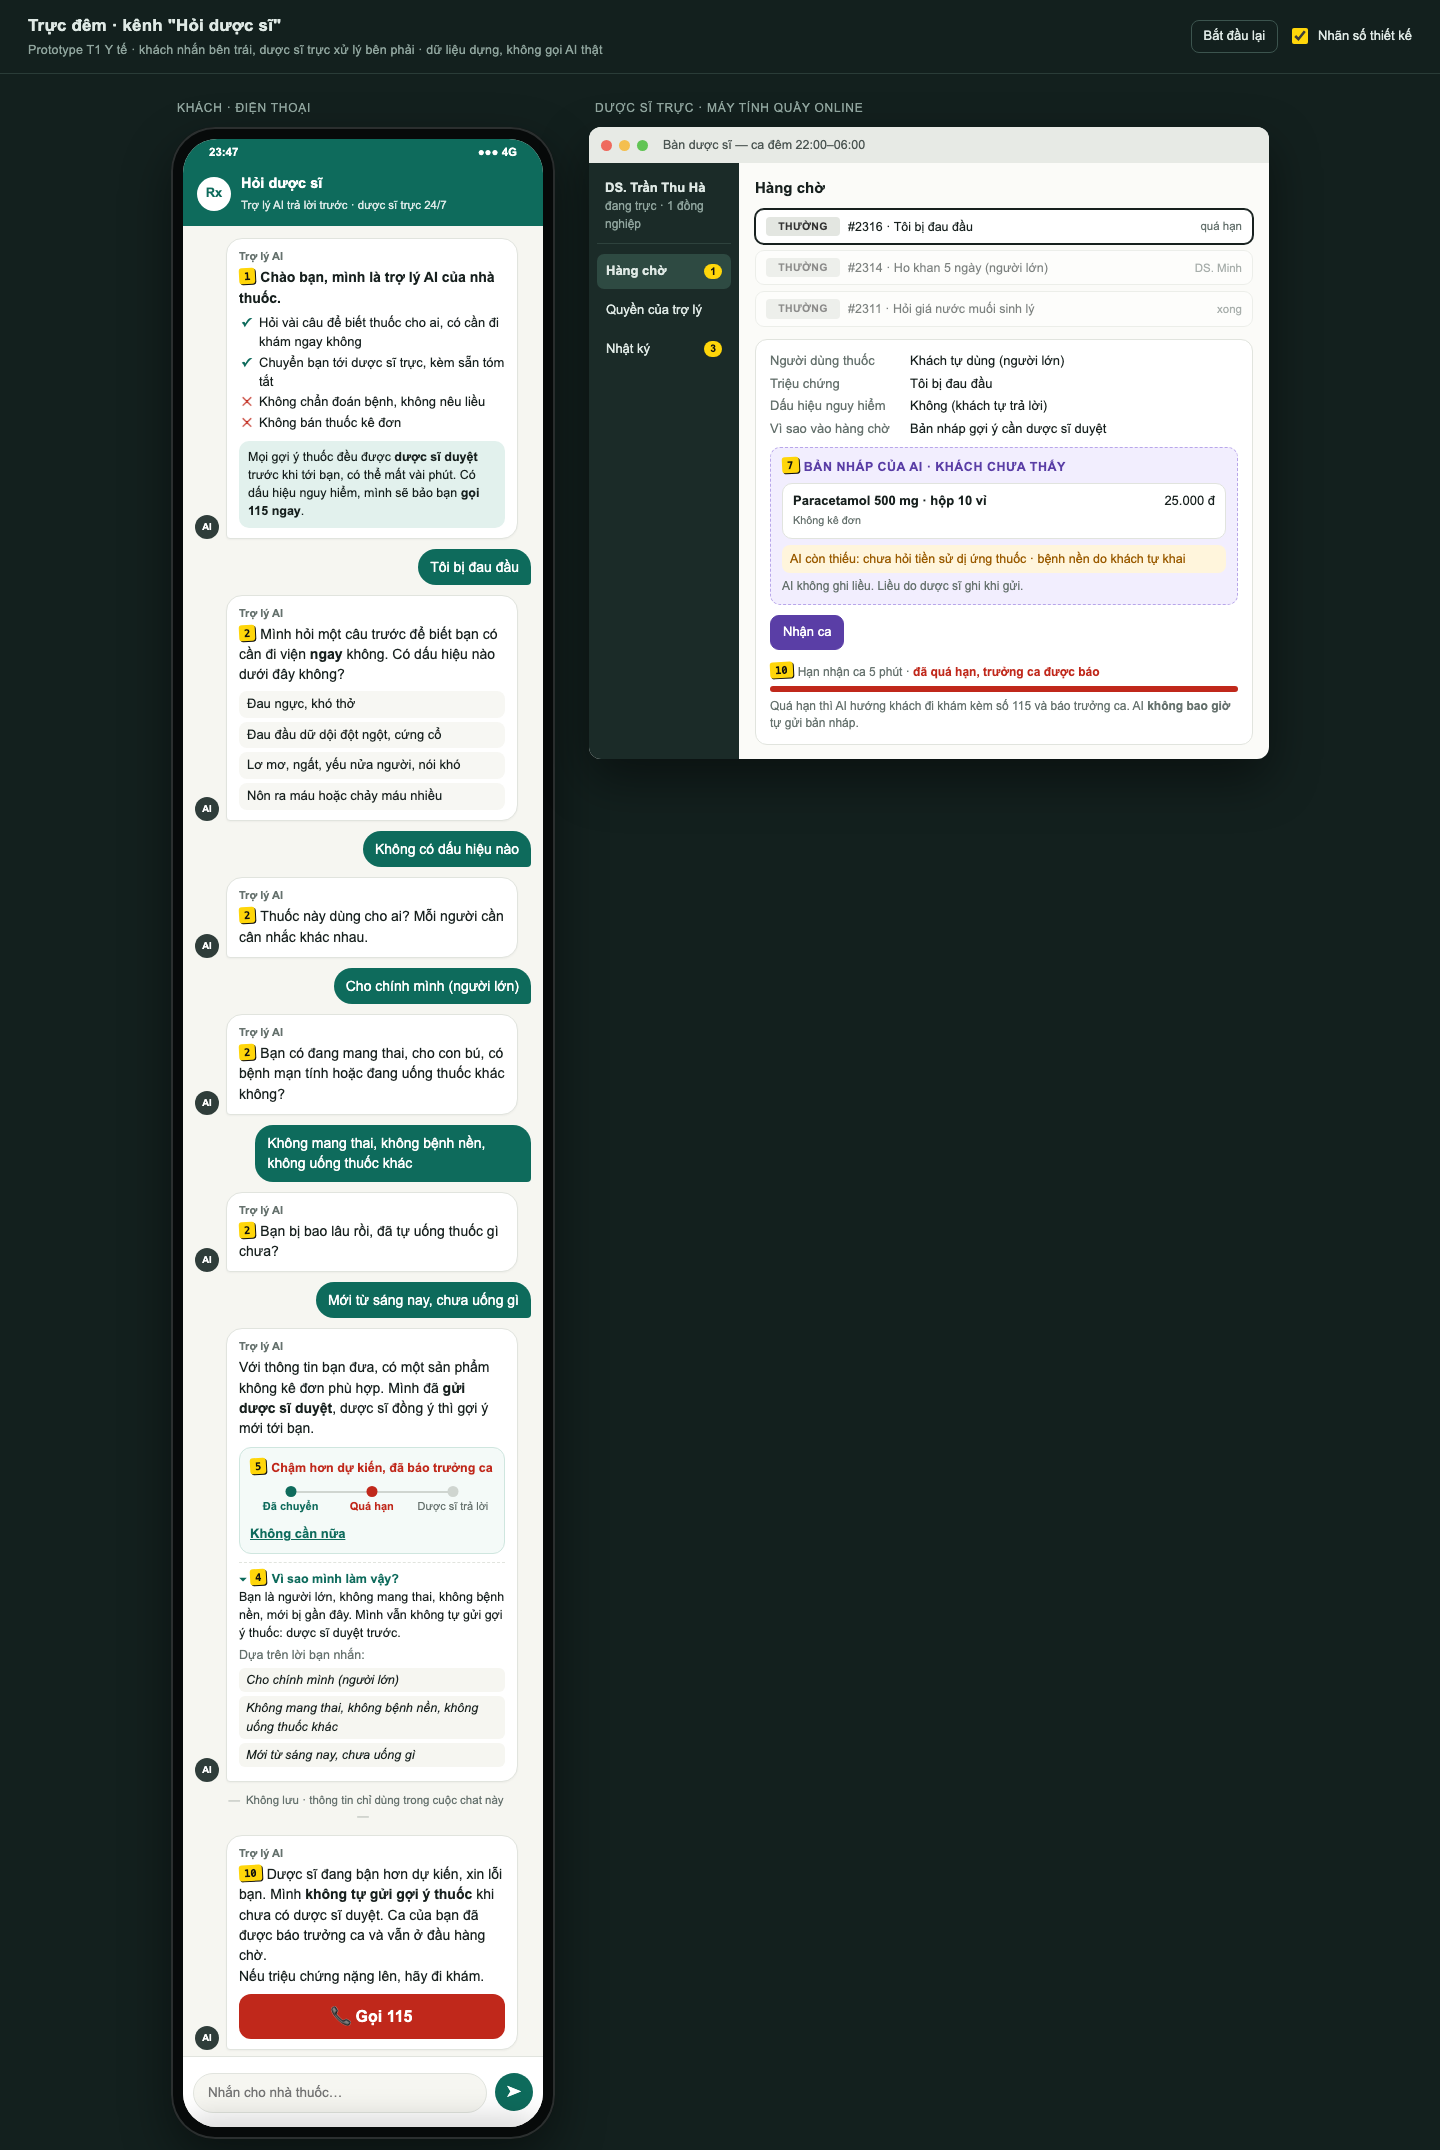 Trực đêm · kênh "Hỏi dược sĩ"
Prototype T1 Y tế · khách nhắn bên trái, dược sĩ trực xử lý bên phải · dữ liệu dựng, không gọi AI thật
Bắt đầu lại
Nhãn số thiết kế
KHÁCH · ĐIỆN THOẠI
23:47
4G
Rx
Hỏi dược sĩ
Trợ lý AI trả lời trước · dược sĩ trực 24/7
Trợ lý AI
1 Chào bạn, mình là trợ lý AI của nhà
thuốc.
✓ Hỏi vài câu để biết thuốc cho ai, có cần đi
khám ngay không
✓ Chuyển bạn tới dược sĩ trực, kèm sẵn tóm
tắt
✕ Không chẩn đoán bệnh, không nêu liều
✕ Không bán thuốc kê đơn
Mọi gợi ý thuốc đều được dược sĩ duyệt
trước khi tới bạn, có thể mất vài phút. Có
dấu hiệu nguy hiểm, mình sẽ bảo bạn gọi
115 ngay.
AI
Tôi bị đau đầu
Trợ lý AI
2 Mình hỏi một câu trước để biết bạn có
cần đi viện ngay không. Có dấu hiệu nào
dưới đây không?
Đau ngực, khó thở
Đau đầu dữ dội đột ngột, cứng cổ
Lơ mơ, ngất, yếu nửa người, nói khó
Nôn ra máu hoặc chảy máu nhiều
AI
Không có dấu hiệu nào
Trợ lý AI
2 Thuốc này dùng cho ai? Mỗi người cần
cân nhắc khác nhau.
AI
Cho chính mình (người lớn)
Trợ lý AI
2 Bạn có đang mang thai, cho con bú, có
bệnh mạn tính hoặc đang uống thuốc khác
không?
AI
Không mang thai, không bệnh nền,
không uống thuốc khác
Trợ lý AI
2 Bạn bị bao lâu rồi, đã tự uống thuốc gì
chưa?
AI
Mới từ sáng nay, chưa uống gì
Trợ lý AI
Với thông tin bạn đưa, có một sản phẩm
không kê đơn phù hợp. Mình đã gửi
dược sĩ duyệt, dược sĩ đồng ý thì gợi ý
mới tới bạn.
5 Chậm hơn dự kiến, đã báo trưởng ca
Đã chuyển Quá hạn Dược sĩ trả lời
Không cần nữa
4 Vì sao mình làm vậy?
Bạn là người lớn, không mang thai, không bệnh
nền, mới bị gần đây. Mình vẫn không tự gửi gợi
ý thuốc: dược sĩ duyệt trước.
Dựa trên lời bạn nhắn:
Cho chính mình (người lớn)
Không mang thai, không bệnh nền, không
uống thuốc khác
Mới từ sáng nay, chưa uống gì
AI
— Không lưu · thông tin chỉ dùng trong cuộc chat này
—
Trợ lý AI
10 Dược sĩ đang bận hơn dự kiến, xin lỗi
bạn. Mình không tự gửi gợi ý thuốc khi
chưa có dược sĩ duyệt. Ca của bạn đã
được báo trưởng ca và vẫn ở đầu hàng
chờ.
Nếu triệu chứng nặng lên, hãy đi khám.
📞 Gọi 115
AI
Nhắn cho nhà thuốc...
DƯỢC SĨ TRỰC · MÁY TÍNH QUẦY ONLINE
Bàn dược sĩ — ca đêm 22:00–06:00
DS. Trần Thu Hà
đang trực · 1 đồng
nghiệp
Hàng chờ 1
Quyền của trợ lý
Nhật ký 3
Hàng chờ
THƯỜNG #2316 · Tôi bị đau đầu quá hạn
THƯỜNG #2314 · Ho khan 5 ngày (người lớn) DS. Minh
THƯỜNG #2311 · Hỏi giá nước muối sinh lý xong
Người dùng thuốc Khách tự dùng (người lớn)
Triệu chứng Tôi bị đau đầu
Dấu hiệu nguy hiểm Không (khách tự trả lời)
Vì sao vào hàng chờ Bản nháp gợi ý cần dược sĩ duyệt
7 BẢN NHÁP CỦA AI · KHÁCH CHƯA THẤY
Paracetamol 500 mg · hộp 10 vỉ 25.000 đ
Không kê đơn
AI còn thiếu: chưa hỏi tiền sử dị ứng thuốc · bệnh nền do khách tự khai
AI không ghi liều. Liều do dược sĩ ghi khi gửi.
Nhận ca
10 Hạn nhận ca 5 phút · đã quá hạn, trưởng ca được báo
Quá hạn thì AI hướng khách đi khám kèm số 115 và báo trưởng ca. AI không bao giờ
tự gửi bản nháp.